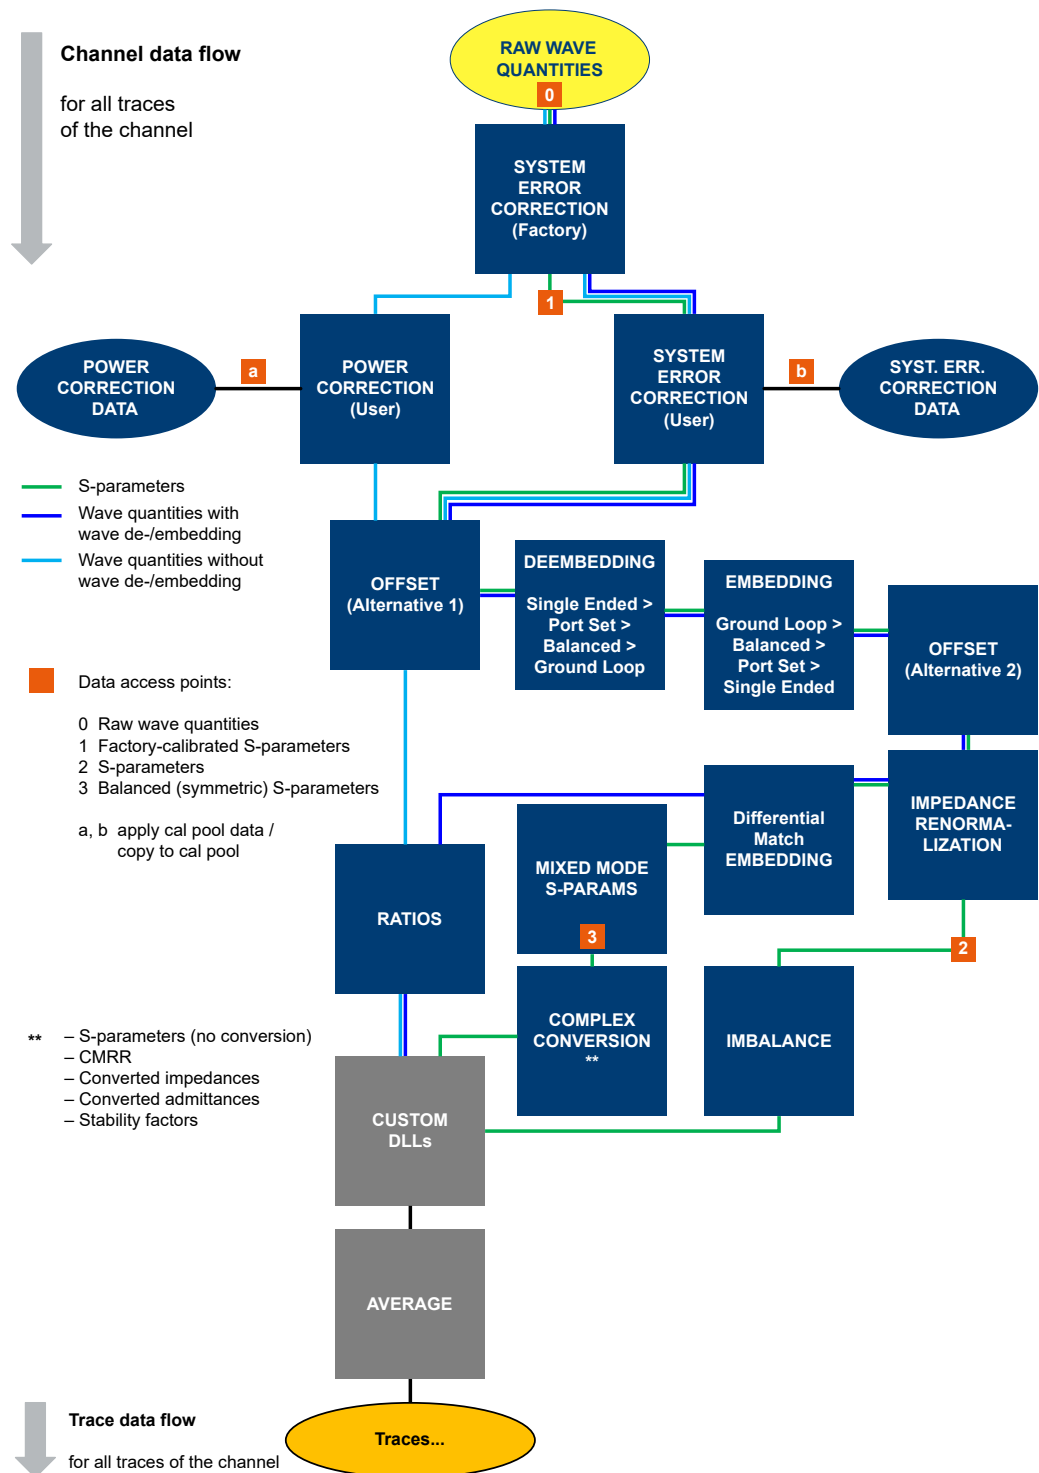 Channel data flow
for all traces
of the channel
RAW WAVE
QUANTITIES
0
SYSTEM
ERROR
CORRECTION
(Factory)
1
POWER
CORRECTION
DATA
a
POWER
CORRECTION
(User)
SYSTEM
ERROR
CORRECTION
(User)
b
SYST. ERR.
CORRECTION
DATA
S-parameters
Wave quantities with
wave de-/embedding
Wave quantities without
wave de-/embedding
OFFSET
(Alternative 1)
DEEMBEDDING
Single Ended >
Port Set >
Balanced >
Ground Loop
EMBEDDING
Ground Loop >
Balanced >
Port Set >
Single Ended
OFFSET
(Alternative 2)
Data access points:
0 Raw wave quantities
1 Factory-calibrated S-parameters
2 S-parameters
3 Balanced (symmetric) S-parameters
a, b apply cal pool data /
copy to cal pool
IMPEDANCE
RENORMA-
LIZATION
Differential
Match
EMBEDDING
MIXED MODE
S-PARAMS
3
RATIOS
2
COMPLEX
CONVERSION
**
IMBALANCE
** – S-parameters (no conversion)
– CMRR
– Converted impedances
– Converted admittances
– Stability factors
CUSTOM
DLLs
AVERAGE
Traces...
Trace data flow
for all traces of the channel